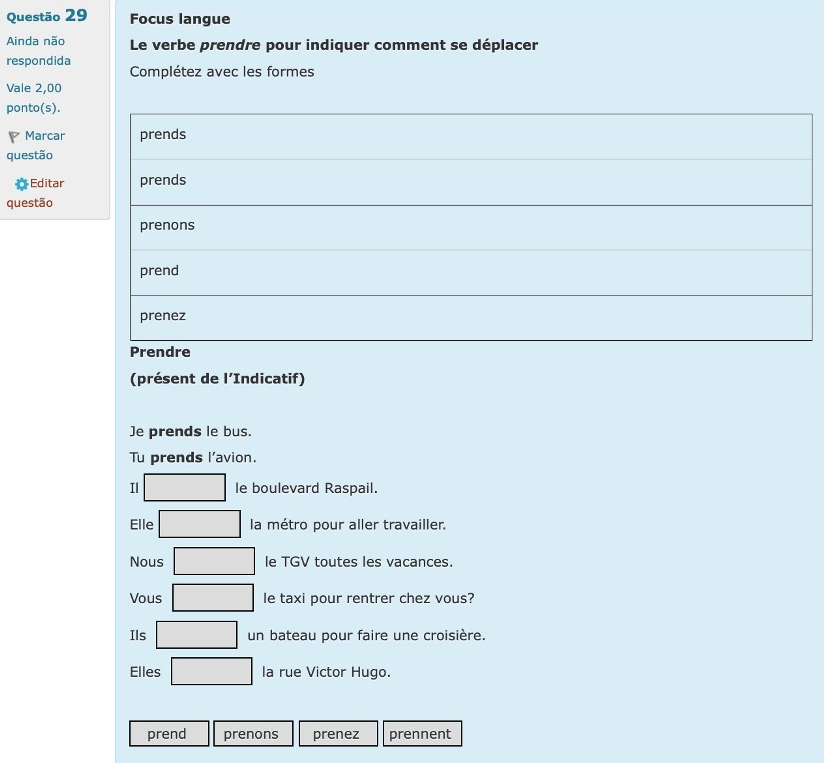 Questão 29
Ainda não
respondida
Vale 2,00
ponto(s).
Marcar
questão
Editar
questão
Focus langue
Le verbe prendre pour indiquer comment se déplacer
Complétez avec les formes
prends
prends
prenons
prend
prenez
Prendre
(présent de l’Indicatif)
Je prends le bus.
Tu prends l’avion.
Il le boulevard Raspail.
Elle la métro pour aller travailler.
Nous le TGV toutes les vacances.
Vous le taxi pour rentrer chez vous?
Ils un bateau pour faire une croisière.
Elles la rue Victor Hugo.
prend prenons prenez prennent